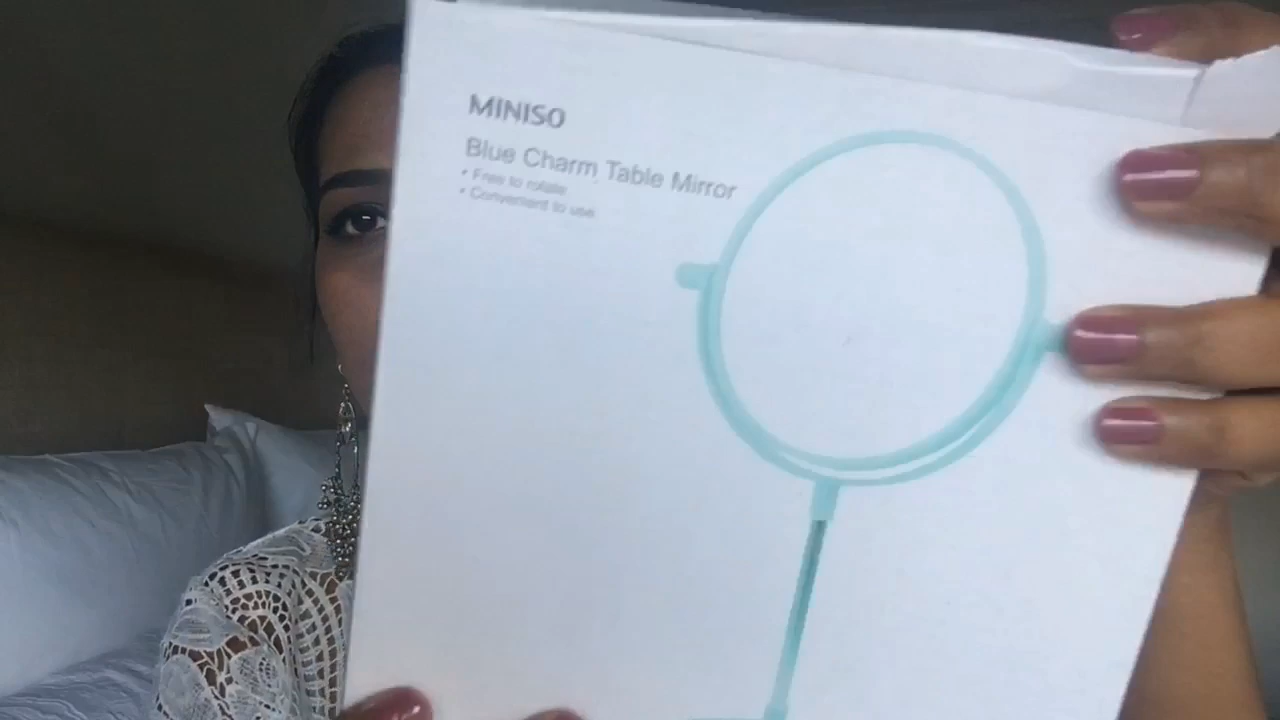 MINISO
Blue Charm Table Mirror
• Free to rotate
• Convenient to use